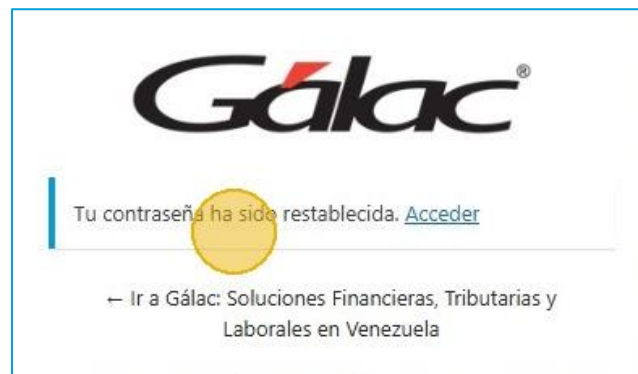 Gálac®
Tu contraseña ha sido restablecida. Acceder
← Ir a Gálac: Soluciones Financieras, Tributarias y
Laborales en Venezuela